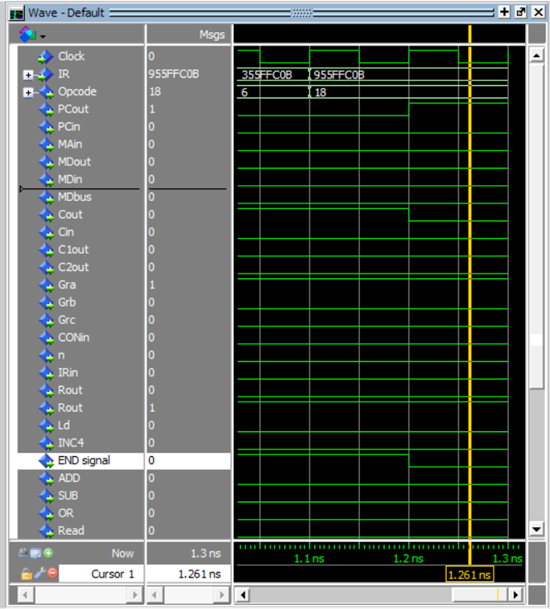 Wave - Default
Msgs
Clock 0
IR 955FFC0B 355FFC0B 955FFC0B
Opcode 18 6 18
PCout 1
PCin 0
MAin 0
MDout 0
MDin 0
MDbus 0
Cout 0
Cin 0
C1out 0
C2out 0
Gra 1
Grb 0
Grc 0
CONin 0
n 0
IRin 0
Rout 0
Rout 1
Ld 0
INC4 0
END signal 0
ADD 0
SUB 0
OR 0
Read 0
Now 1.3 ns 1.1 ns 1.2 ns 1.3 ns
Cursor 1 1.261 ns 1.261 ns